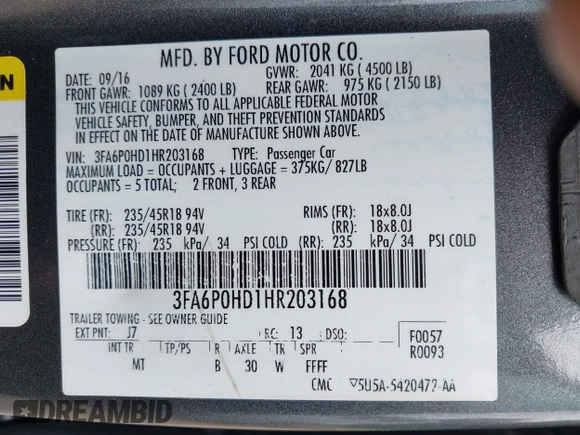 MFD. BY FORD MOTOR CO.
DATE: 09/16 GVWR: 2041 KG ( 4500 LB)
FRONT GAWR: 1089 KG ( 2400 LB) REAR GAWR: 975 KG ( 2150 LB)
THIS VEHICLE CONFORMS TO ALL APPLICABLE FEDERAL MOTOR
VEHICLE SAFETY, BUMPER, AND THEFT PREVENTION STANDARDS
IN EFFECT ON THE DATE OF MANUFACTURE SHOWN ABOVE.
VIN: 3FA6P0HD1HR203168 TYPE: Passenger Car
MAXIMUM LOAD = OCCUPANTS + LUGGAGE = 375KG/ 827LB
OCCUPANTS = 5 TOTAL; 2 FRONT, 3 REAR
TIRE (FR): 235/45R18 94V RIMS (FR): 18x8.0J
(RR): 235/45R18 94V (RR): 18x8.0J
PRESSURE (FR): 235 kPa/ 34 PSI COLD (RR): 235 kPa/ 34 PSI COLD
3FA6P0HD1HR203168
TRAILER TOWING - SEE OWNER GUIDE
EXT PNT: J7 RC: 13 DSO: F0057
INT TR TP/PS R AXLE TR SPR R0093
MT B 30 W FFFF
CMC ▽5U5A-5420472-AA
DREAMBID